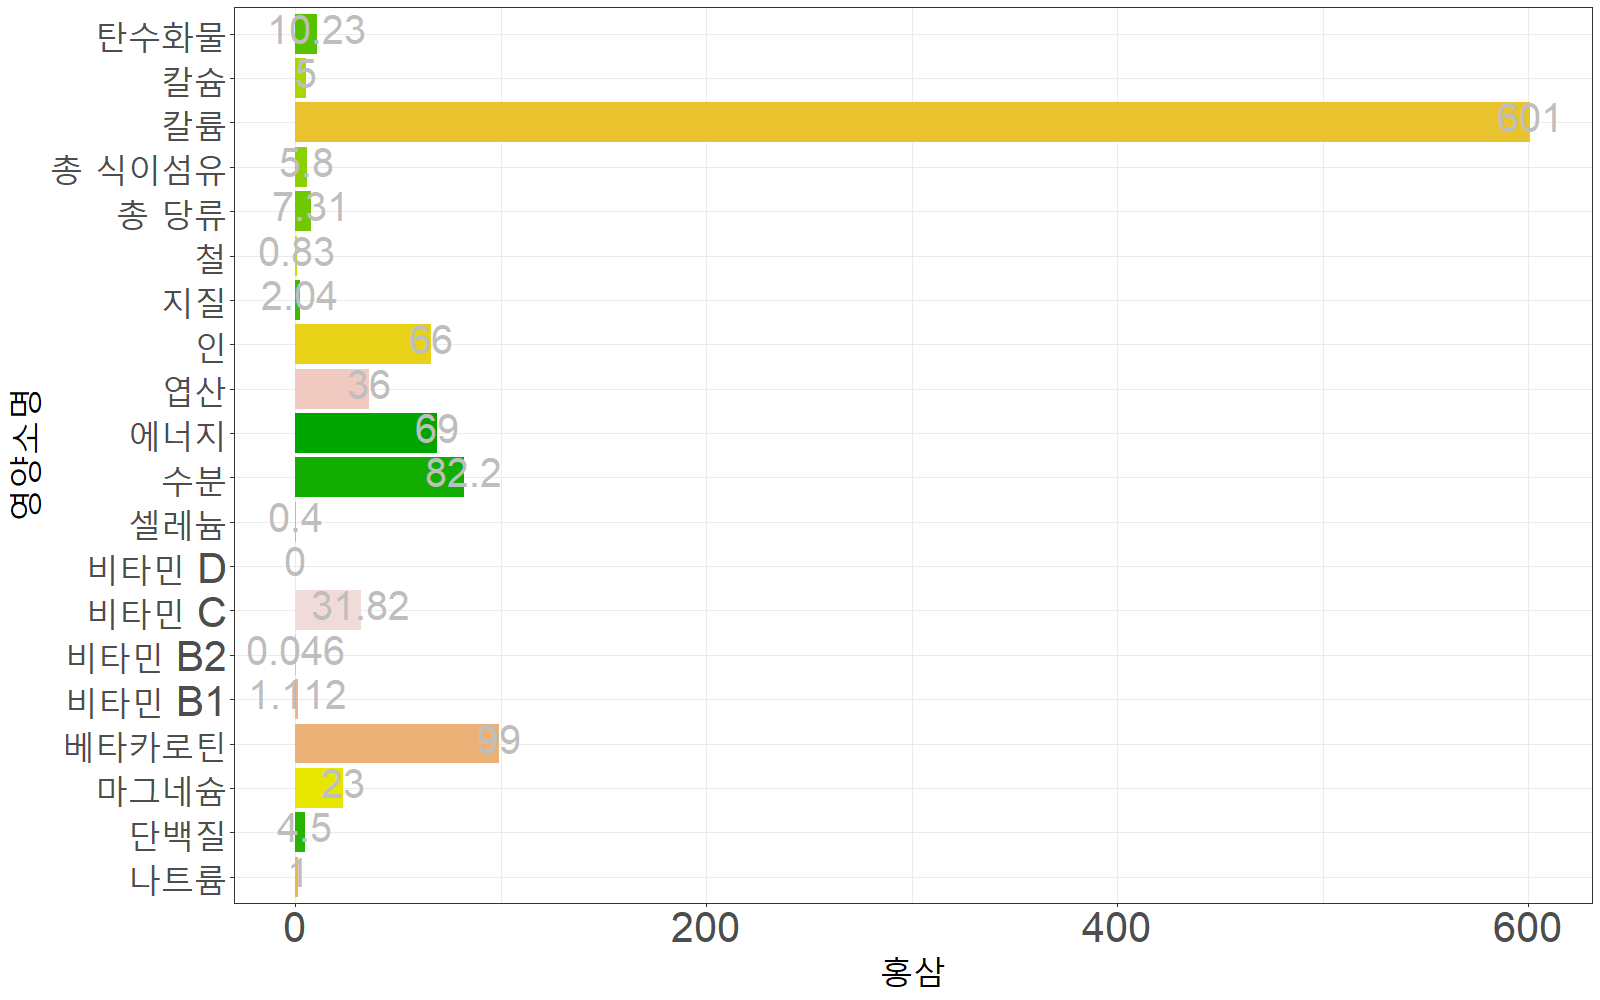 탄수화물 10.23
칼슘 5
칼륨 601
총 식이섬유 5.8
총 당류 7.31
철 0.83
지질 2.04
인 66
엽산 36
에너지 69
수분 82.2
셀레늄 0.4
비타민 D 0
비타민 C 31.82
비타민 B2 0.046
비타민 B1 1.112
베타카로틴 99
마그네슘 23
단백질 4.5
나트륨 1
영양소명
0 200 400 600
홍삼